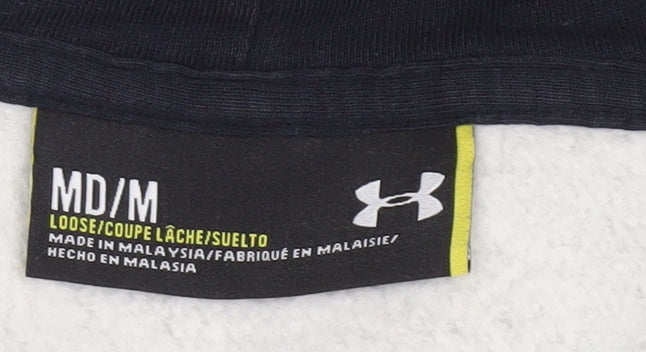 MD/M
LOOSE/COUPE LÂCHE/SUELTO
MADE IN MALAYSIA/FABRIQUÉ EN MALAISIE/
HECHO EN MALASIA